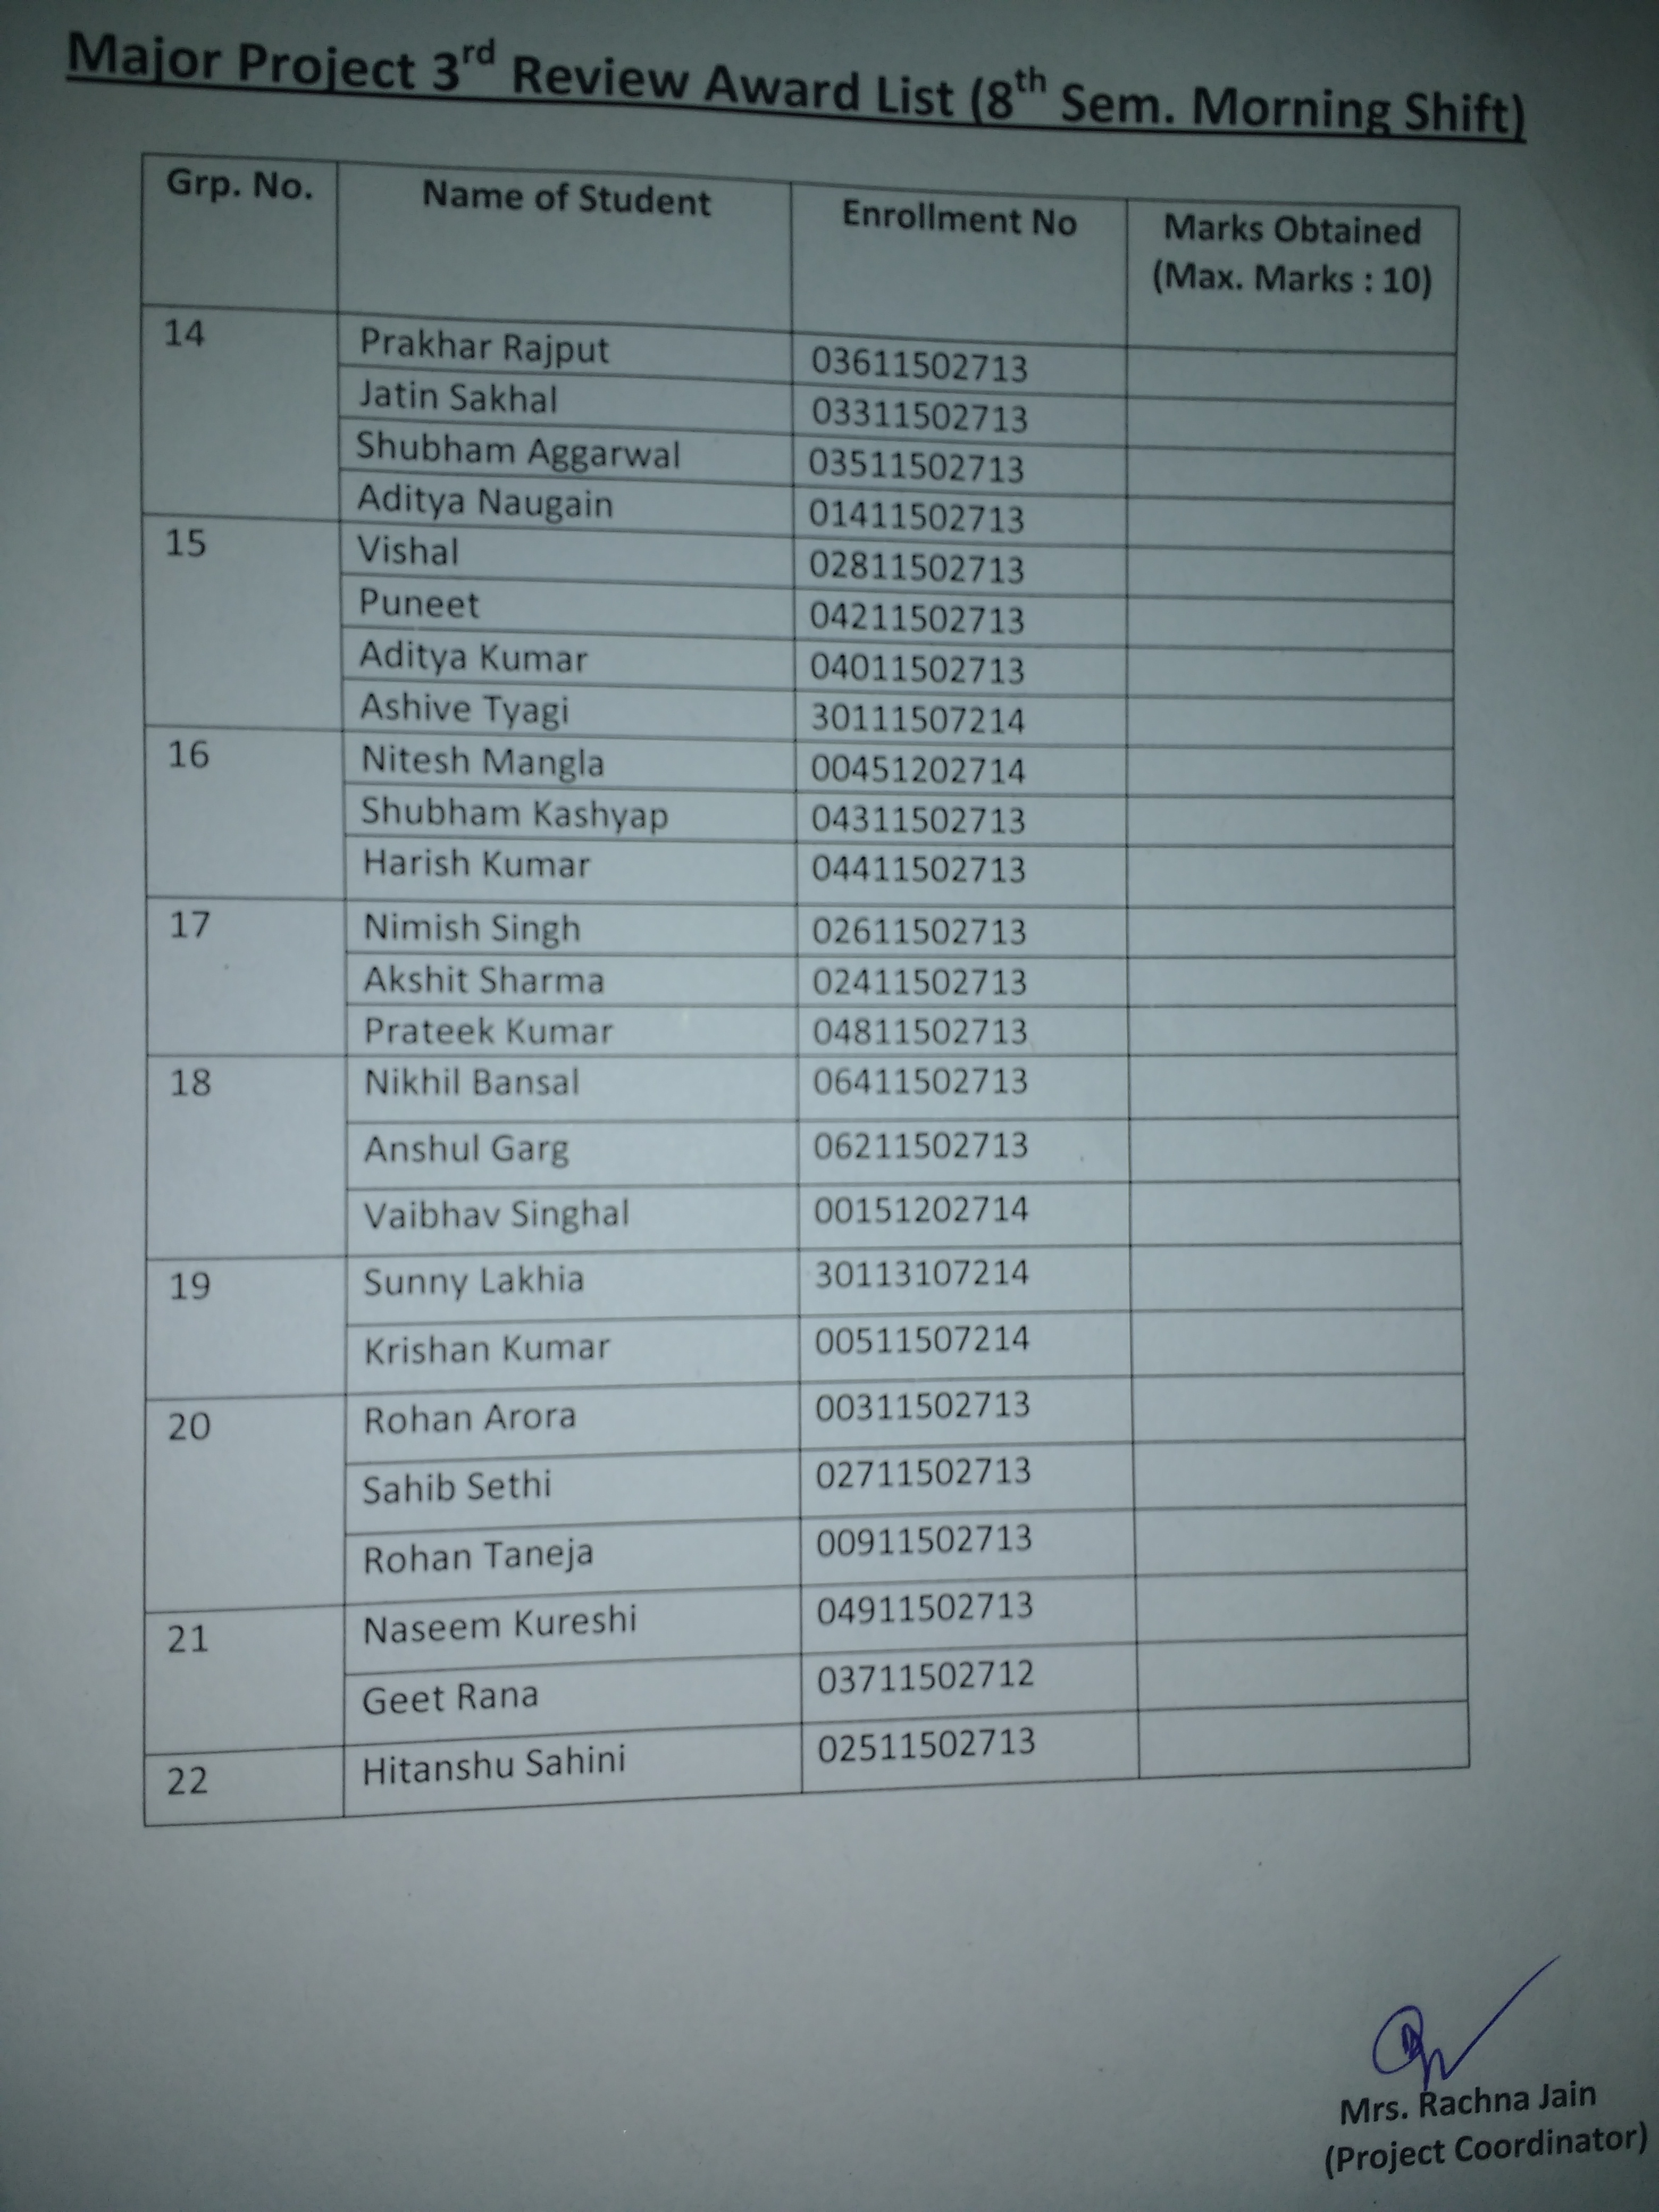 Major Project 3rd Review Award List (8th Sem. Morning Shift)
Grp. No. Name of Student Enrollment No Marks Obtained
(Max. Marks : 10)
14 Prakhar Rajput 03611502713
Jatin Sakhal 03311502713
Shubham Aggarwal 03511502713
Aditya Naugain 01411502713
15 Vishal 02811502713
Puneet 04211502713
Aditya Kumar 04011502713
Ashive Tyagi 30111507214
16 Nitesh Mangla 00451202714
Shubham Kashyap 04311502713
Harish Kumar 04411502713
17 Nimish Singh 02611502713
Akshit Sharma 02411502713
Prateek Kumar 04811502713
18 Nikhil Bansal 06411502713
Anshul Garg 06211502713
Vaibhav Singhal 00151202714
19 Sunny Lakhia 30113107214
Krishan Kumar 00511507214
20 Rohan Arora 00311502713
Sahib Sethi 02711502713
Rohan Taneja 00911502713
21 Naseem Kureshi 04911502713
Geet Rana 03711502712
22 Hitanshu Sahini 02511502713
Mrs. Rachna Jain
(Project Coordinator)